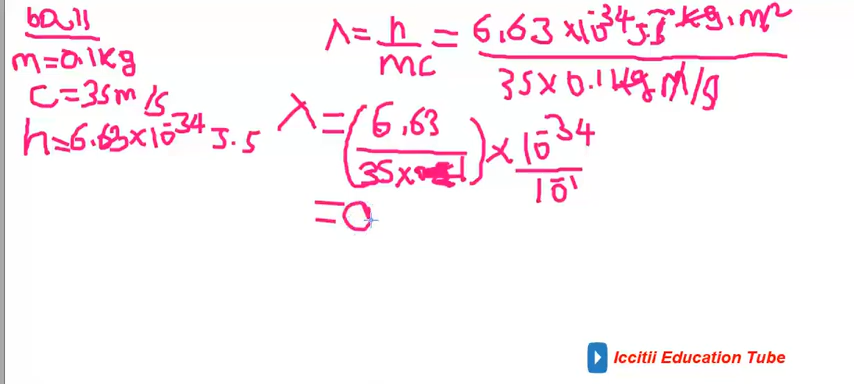 ball
m=0.1kg
C=35m/s
h=6.63×10^-34 J.s
λ=h/mc = 6.63×10^-34 J.s kg.m²/35×0.1kg m/s
λ=(6.63/35×1)×10^-34/10^-1
=0
Iccitii Education Tube